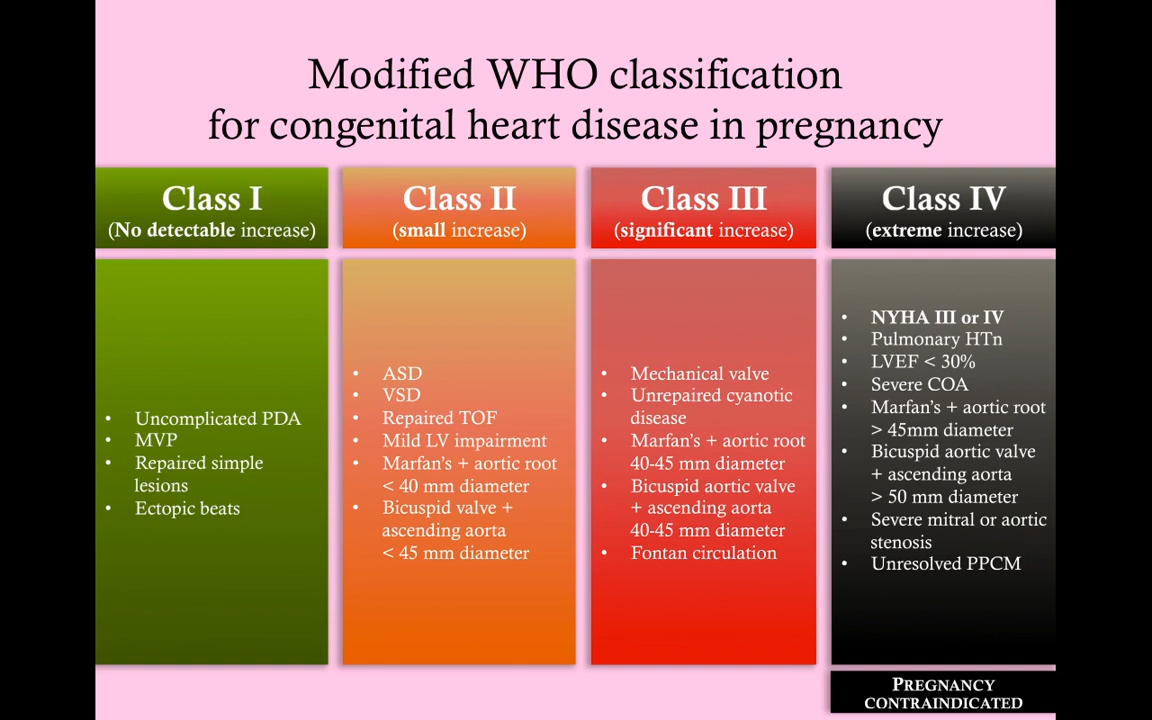 Modified WHO classification
for congenital heart disease in pregnancy
Class I
(No detectable increase)
• Uncomplicated PDA
• MVP
• Repaired simple
lesions
• Ectopic beats
Class II
(small increase)
• ASD
• VSD
• Repaired TOF
• Mild LV impairment
• Marfan's + aortic root
< 40 mm diameter
• Bicuspid valve +
ascending aorta
< 45 mm diameter
Class III
(significant increase)
• Mechanical valve
• Unrepaired cyanotic
disease
• Marfan's + aortic root
40-45 mm diameter
• Bicuspid aortic valve
+ ascending aorta
40-45 mm diameter
• Fontan circulation
Class IV
(extreme increase)
• NYHA III or IV
• Pulmonary HTn
• LVEF < 30%
• Severe COA
• Marfan's + aortic root
> 45mm diameter
• Bicuspid aortic valve
+ ascending aorta
> 50 mm diameter
• Severe mitral or aortic
stenosis
• Unresolved PPCM
PREGNANCY
CONTRAINDICATED